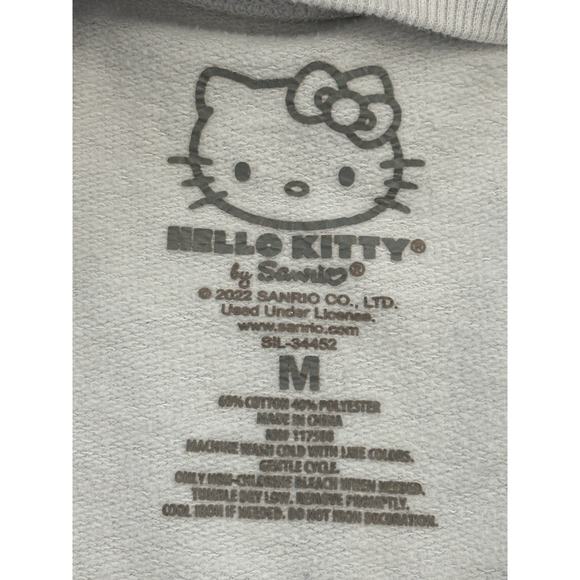 HELLO KITTY®
by Sanrio®
© 2022 SANRIO CO., LTD.
Used Under License.
www.sanrio.com
SIL-34452
M
60% COTTON 40% POLYESTER
MADE IN CHINA
RN# 117580
MACHINE WASH COLD WITH LIKE COLORS.
GENTLE CYCLE.
ONLY NON-CHLORINE BLEACH WHEN NEEDED.
TUMBLE DRY LOW. REMOVE PROMPTLY.
COOL IRON IF NEEDED. DO NOT IRON DECORATION.